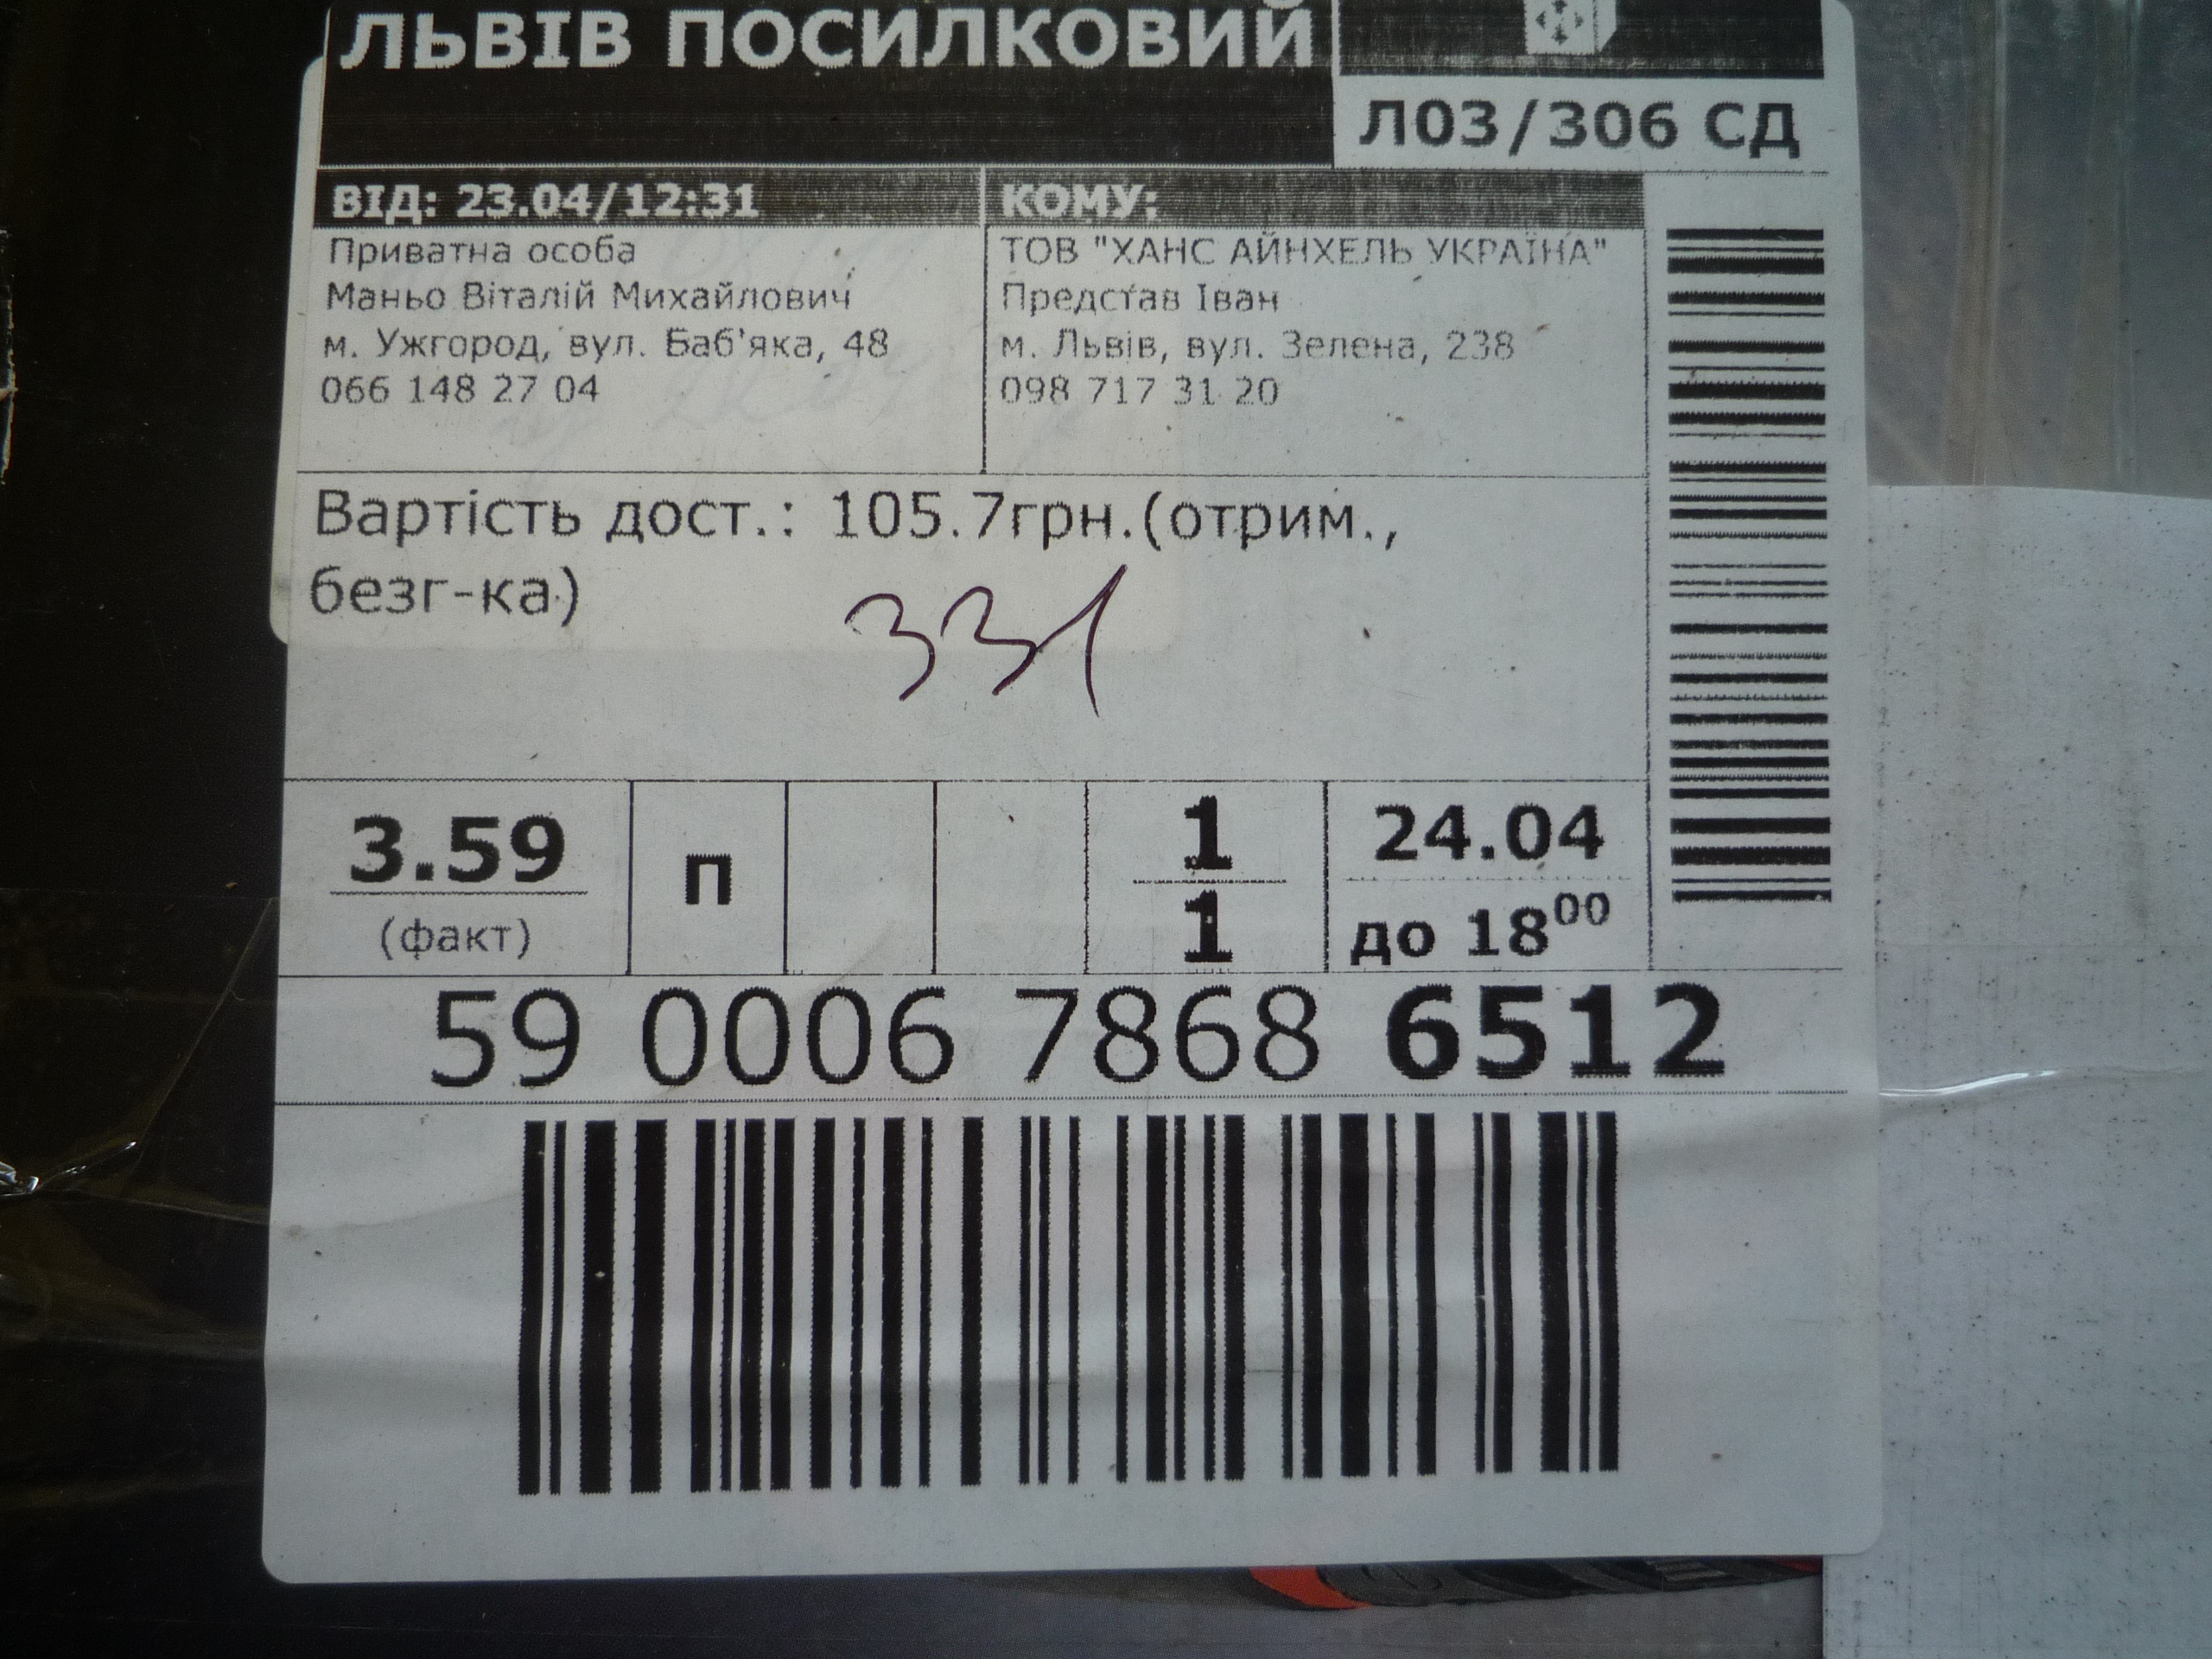 ЛЬВІВ ПОСИЛКОВИЙ
Л03/306 СД
ВІД: 23.04/12:31
Приватна особа
Маньо Віталій Михайлович
м. Ужгород, вул. Баб'яка, 48
066 148 27 04
КОМУ:
ТОВ "ХАНС АЙНХЕЛЬ УКРАЇНА"
Представ Іван
м. Львів, вул. Зелена, 238
098 717 31 20
Вартість дост.: 105.7грн.(отрим.,
безг-ка)
331
3.59
(факт)
п
1
1
24.04
до 18⁰⁰
59 0006 7868 6512